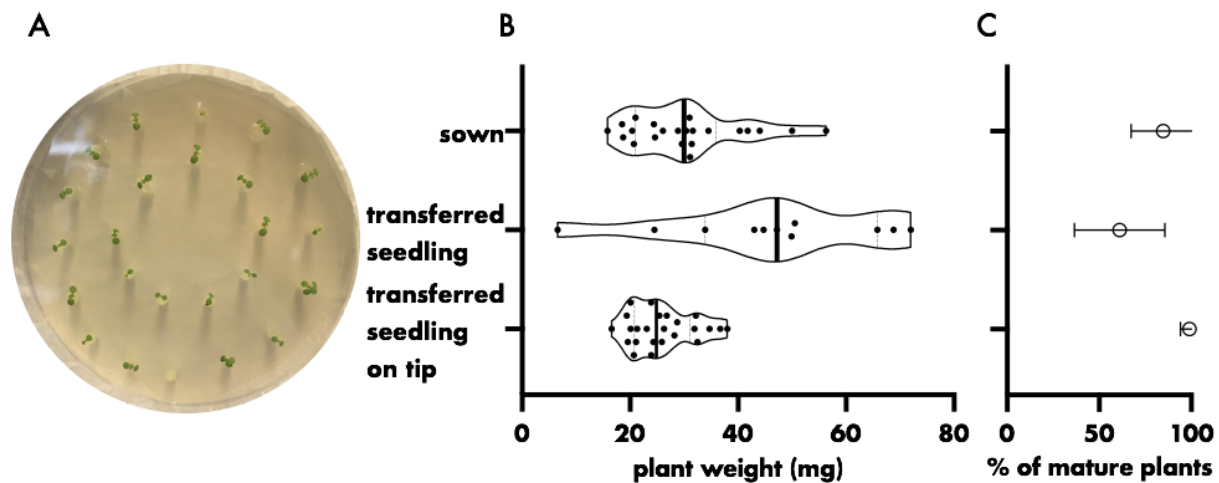 A
B
C
sown
transferred
seedling
transferred
seedling
on tip
0
20
40
60
80
0
50
100
plant weight (mg)
% of mature plants